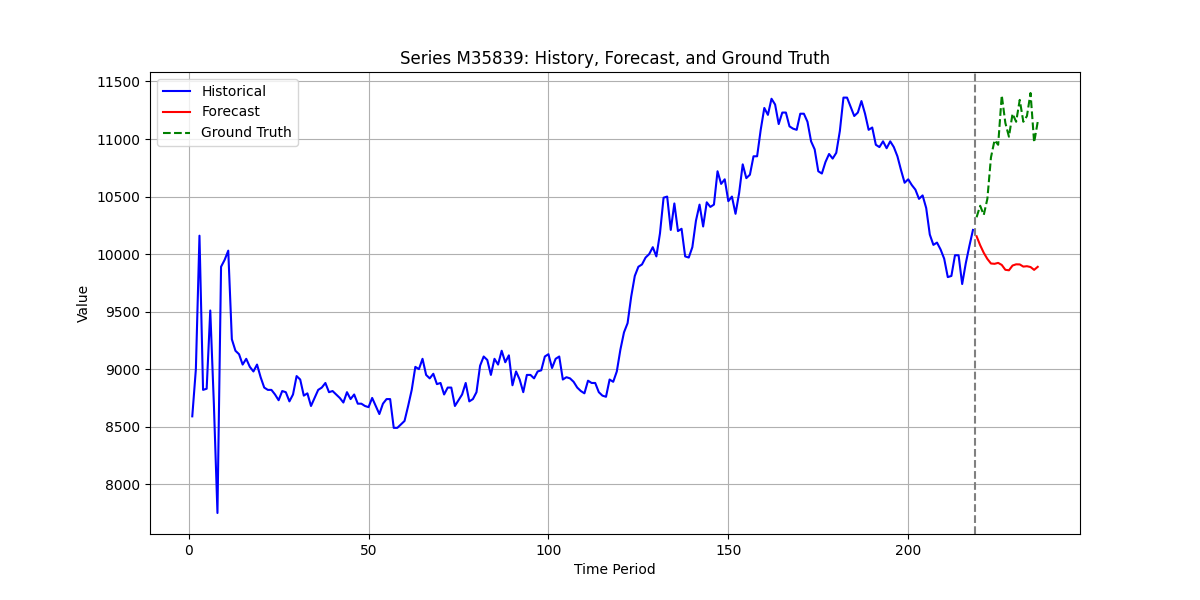 Series M35839: History, Forecast, and Ground Truth
Historical
Forecast
Ground Truth
11500
11000
10500
10000
9500
9000
8500
8000
Value
0 50 100 150 200
Time Period